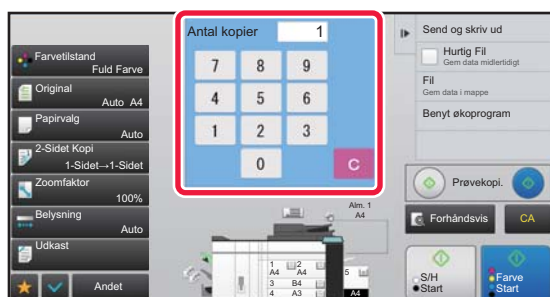 Farvetilstand
Fuld Farve
Original
Auto A4
Papirvalg
Auto
2-Sidet Kopi
1-Sidet→1-Sidet
Zoomfaktor
100%
Belysning
Auto
Udkast
Andet
Antal kopier 1
7 8 9
4 5 6
1 2 3
0 C
Alm. 1
A4
1 2
A4 A4
3 B4
4 A3
5
A4
Send og skriv ud
Hurtig Fil
Gem data midlertidigt
Fil
Gem data i mappe
Benyt økoprogram
Prøvekopi.
Forhåndsvis
CA
S/H
Start
Farve
Start